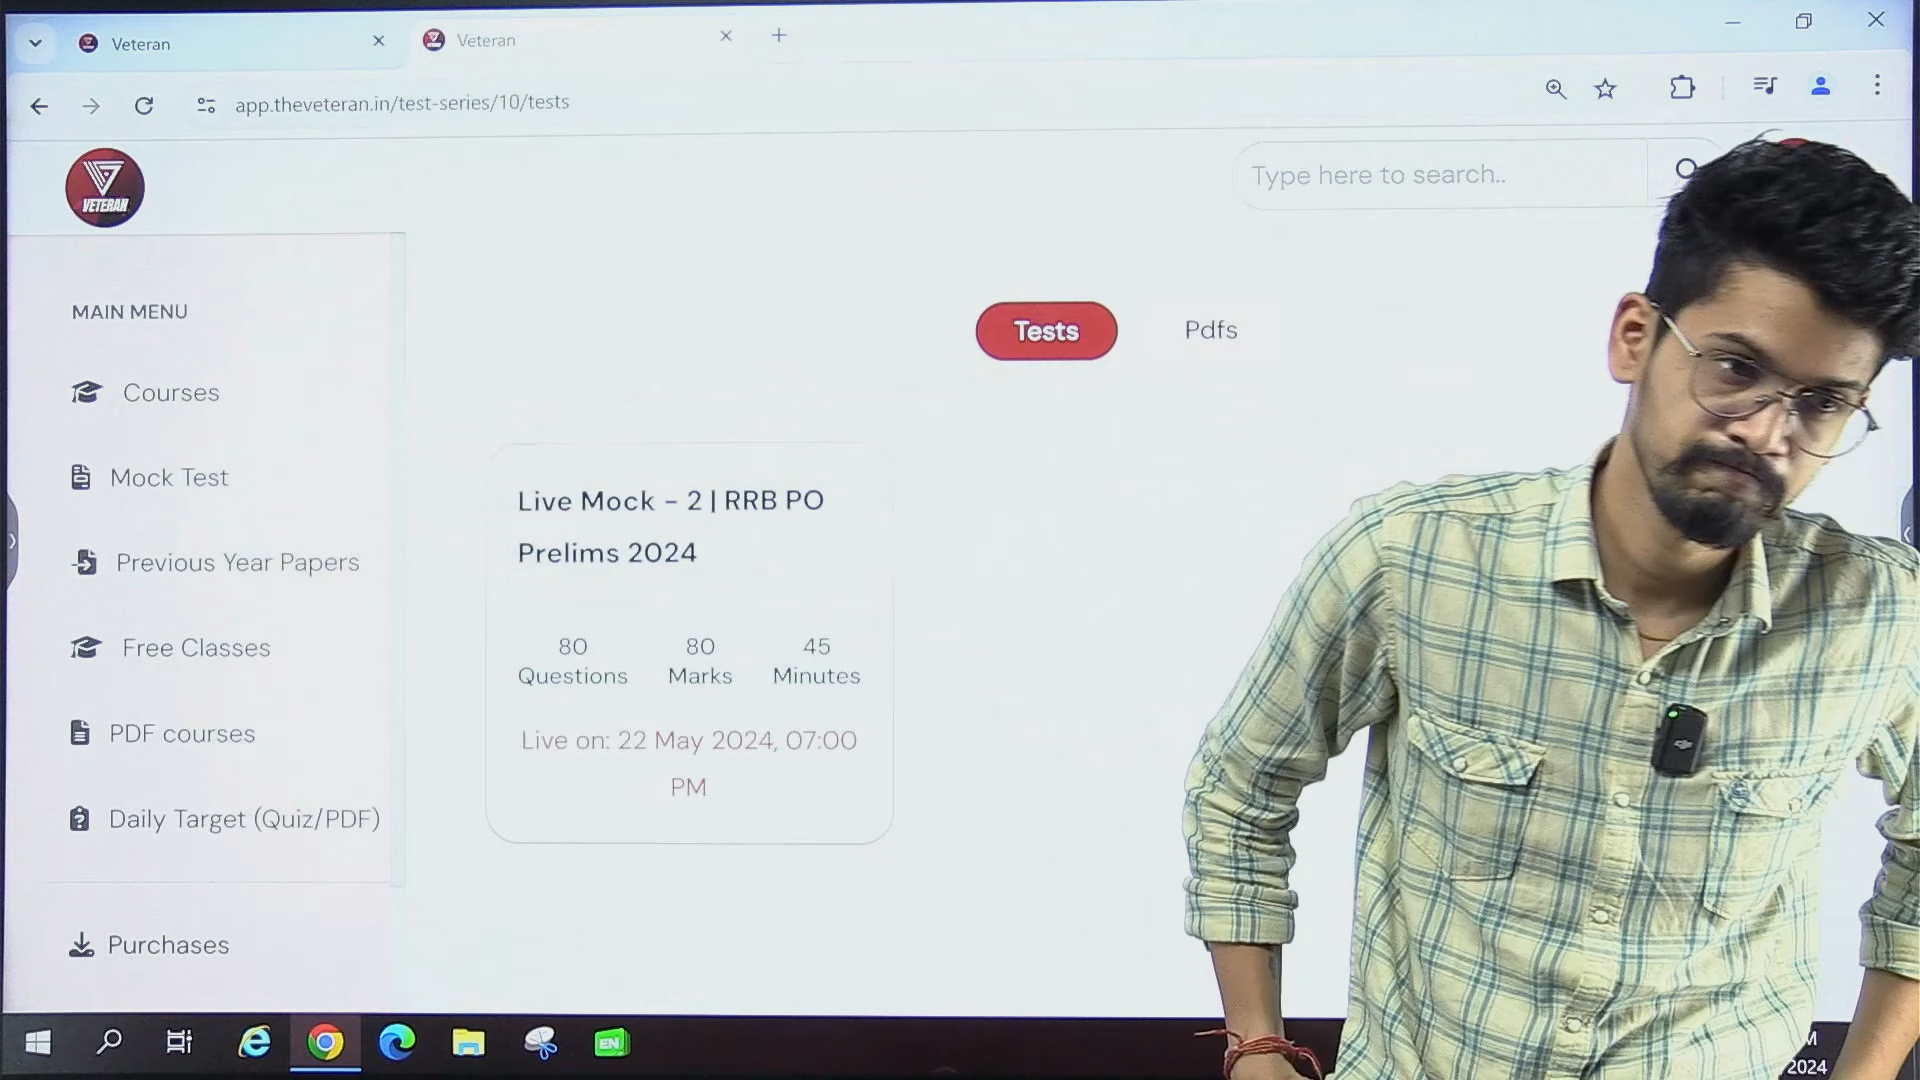 Veteran
Veteran
app.theveteran.in/test-series/10/tests
VETERAN
Type here to search..
MAIN MENU
Courses
Mock Test
Previous Year Papers
Free Classes
PDF courses
Daily Target (Quiz/PDF)
Purchases
Tests
Pdfs
Live Mock - 2 | RRB PO
Prelims 2024
80
Questions
80
Marks
45
Minutes
Live on: 22 May 2024, 07:00
PM
EN
M
2024